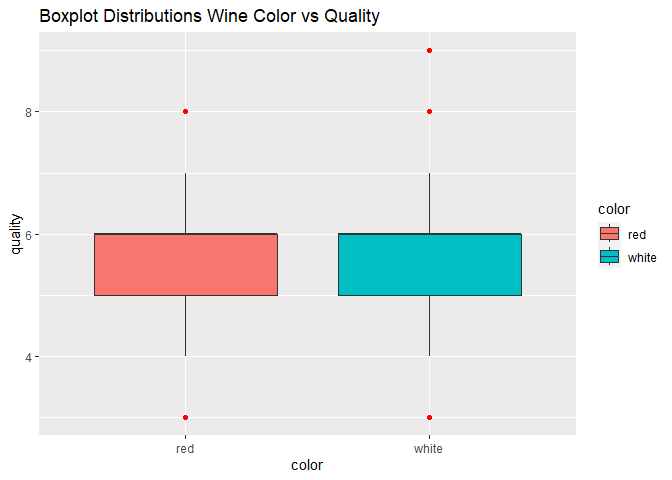 Boxplot Distributions Wine Color vs Quality
quality
8
6
4
red
white
color
color
red
white